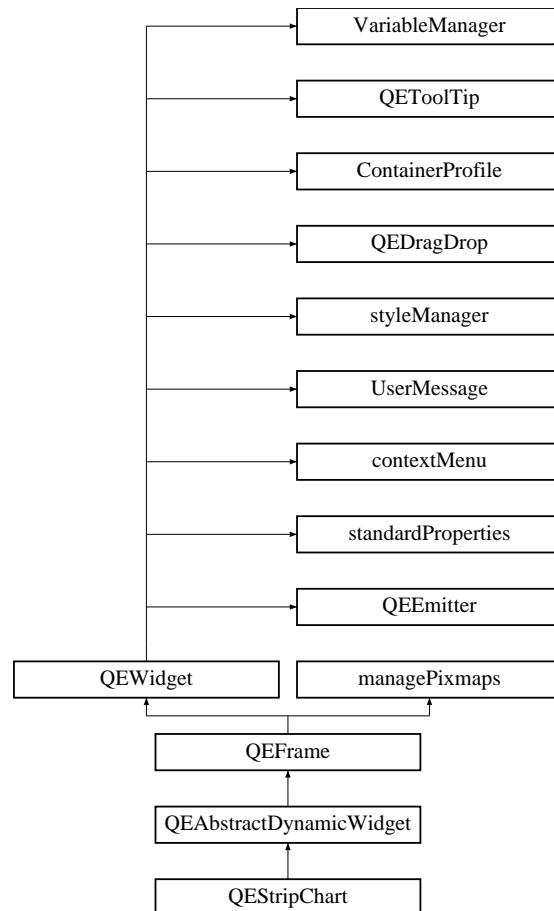 VariableManager
QEToolTip
ContainerProfile
QEDragDrop
styleManager
UserMessage
contextMenu
standardProperties
QEEmitter
QEWidget
managePixmaps
QEFrame
QEAbstractDynamicWidget
QEStripChart